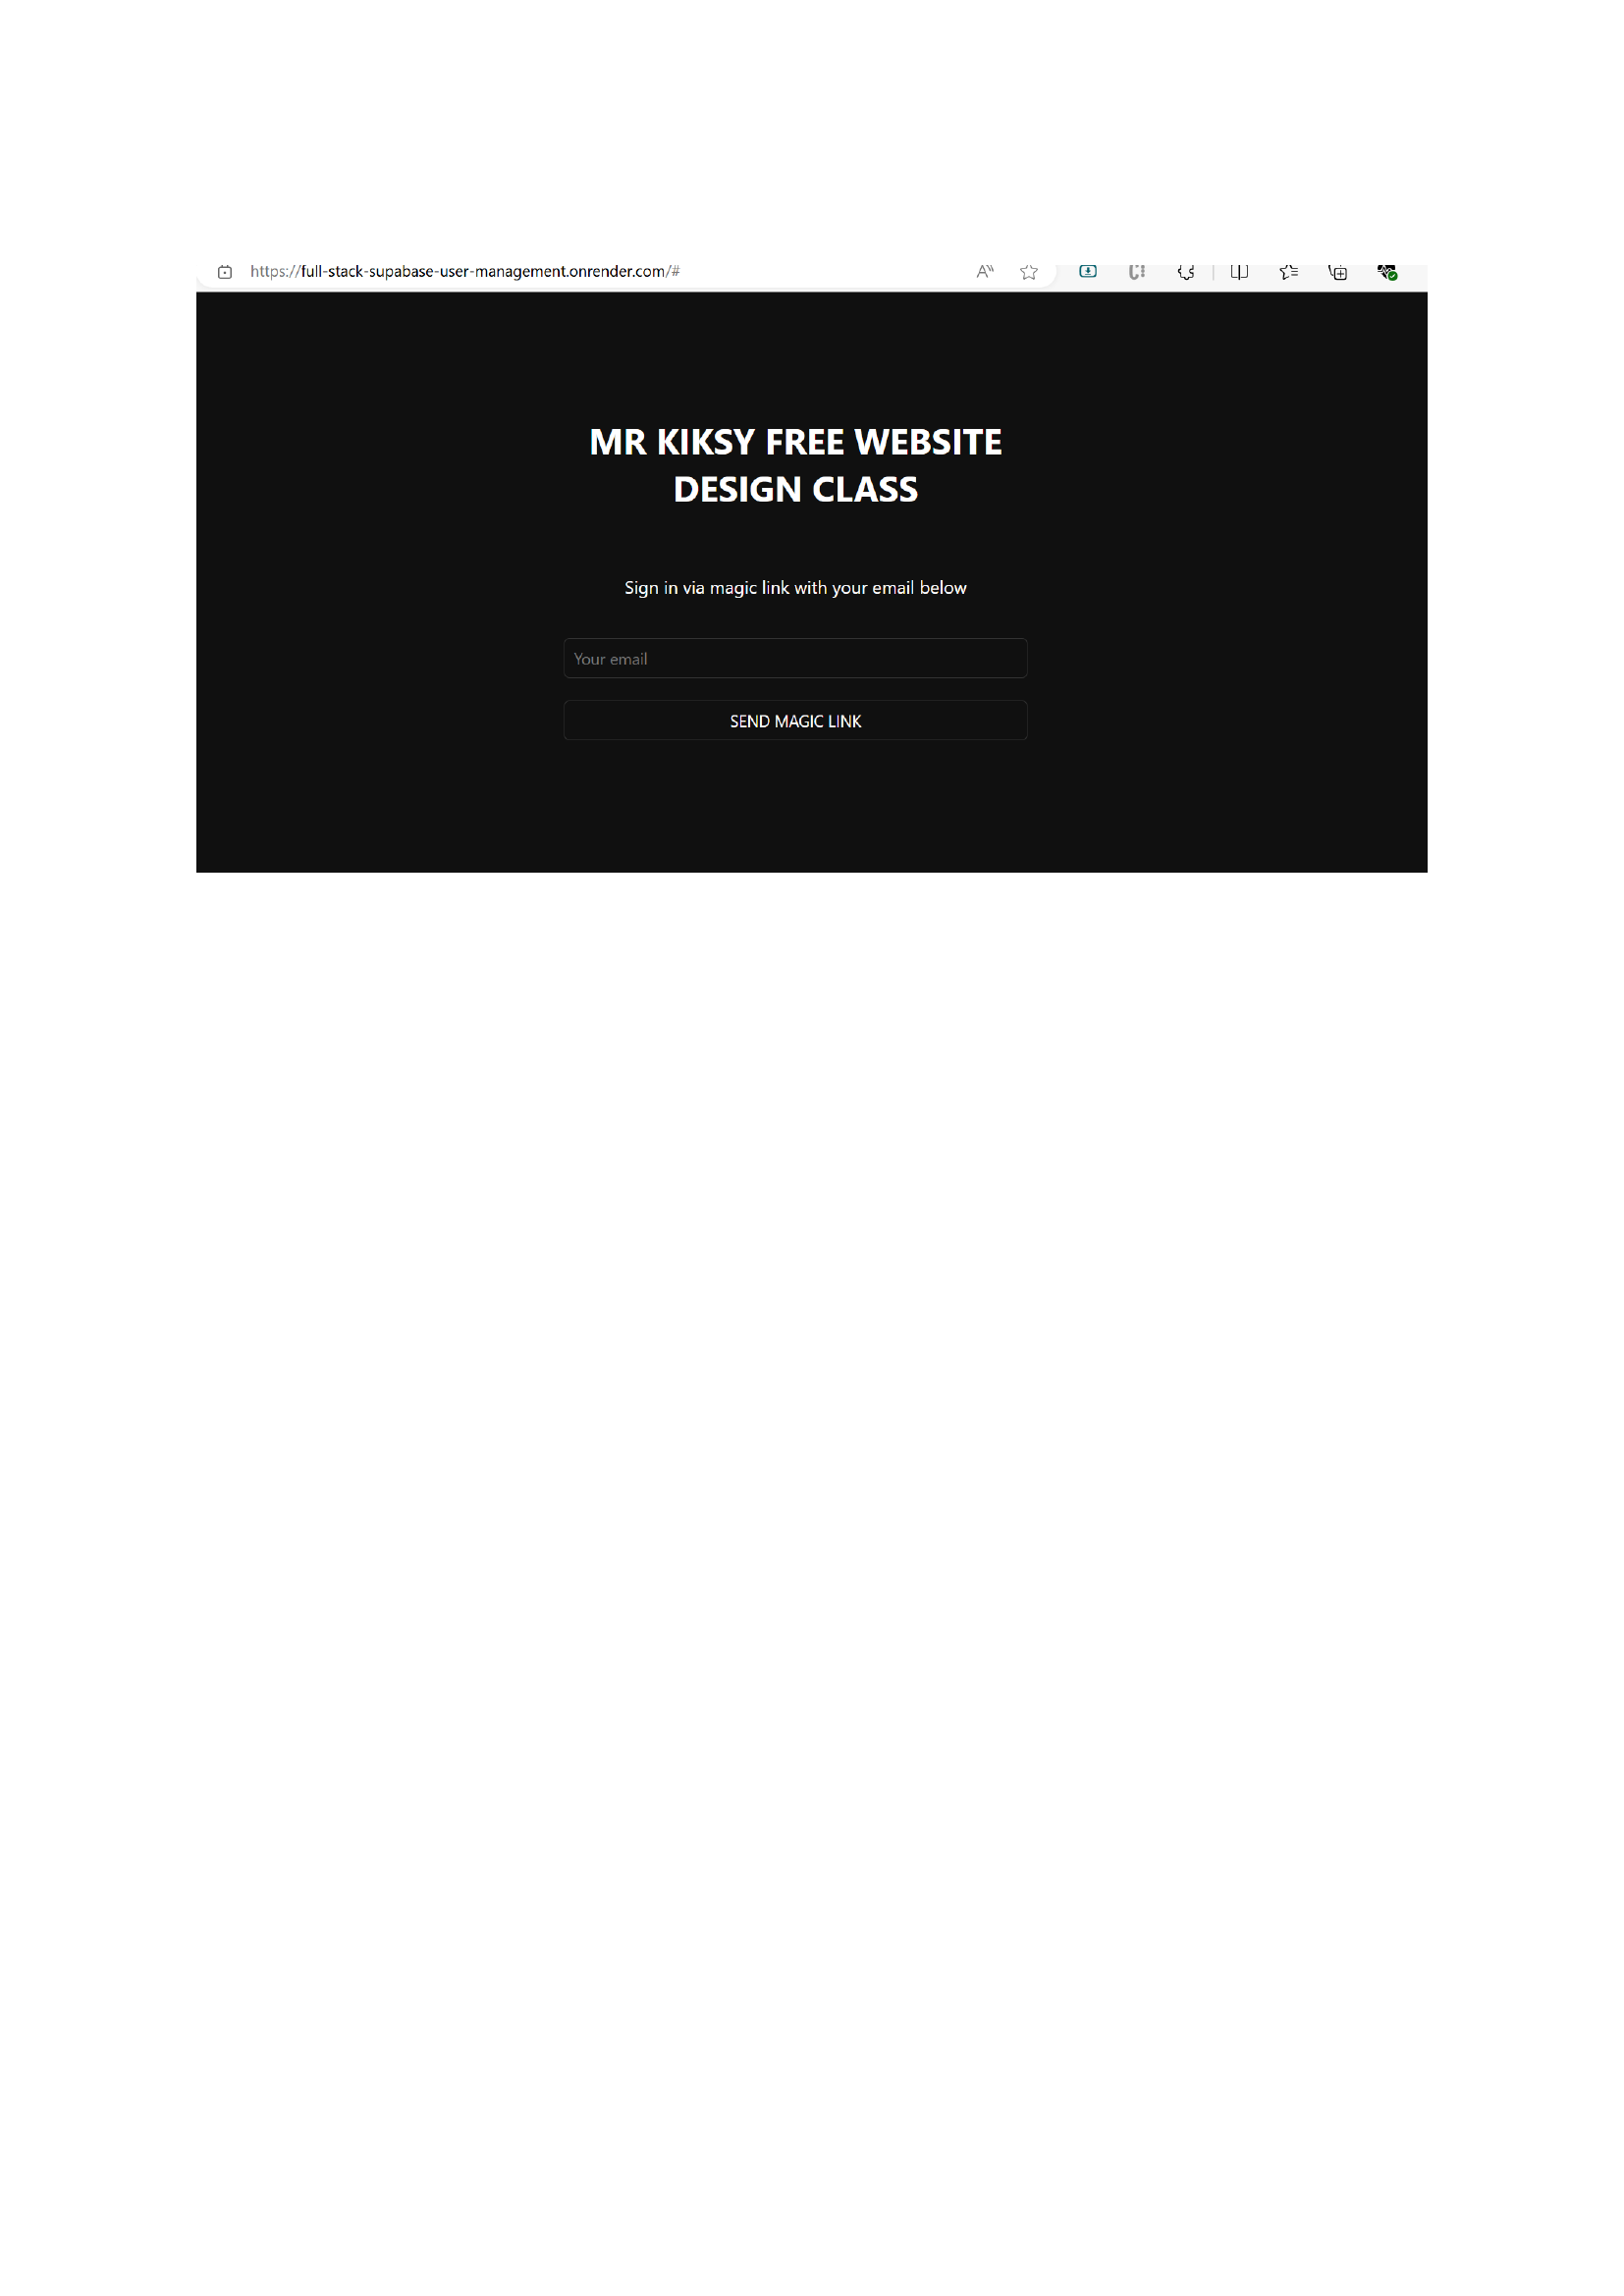 https://full-stack-supabase-user-management.onrender.com/#
MR KIKSY FREE WEBSITE
DESIGN CLASS
Sign in via magic link with your email below
Your email
SEND MAGIC LINK